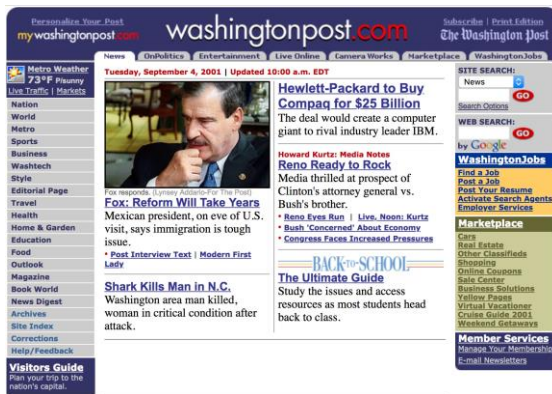 Personalize Your Post
mywashingtonpost.com
washingtonpost.com
Subscribe | Print Edition
The Washington Post
News
OnPolitics
Entertainment
Live Online
Camera Works
Marketplace
WashingtonJobs
Metro Weather
73°F P/sunny
Live Traffic | Markets
Nation
World
Metro
Sports
Business
Washtech
Style
Editorial Page
Travel
Health
Home & Garden
Education
Food
Outlook
Magazine
Book World
News Digest
Archives
Site Index
Corrections
Help/Feedback
Visitors Guide
Plan your trip to the
nation's capital.
Tuesday, September 4, 2001 | Updated 10:00 a.m. EDT
Fox responds. (Lynsey Addario-For The Post)
Fox: Reform Will Take Years
Mexican president, on eve of U.S.
visit, says immigration is tough
issue.
• Post Interview Text | Modern First
Lady
Shark Kills Man in N.C.
Washington area man killed,
woman in critical condition after
attack.
Hewlett-Packard to Buy
Compaq for $25 Billion
The deal would create a computer
giant to rival industry leader IBM.
Howard Kurtz: Media Notes
Reno Ready to Rock
Media thrilled at prospect of
Clinton's attorney general vs.
Bush's brother.
• Reno Eyes Run | Live. Noon: Kurtz
• Bush 'Concerned' About Economy
• Congress Faces Increased Pressures
BACK-TO-SCHOOL
The Ultimate Guide
Study the issues and access
resources as most students head
back to class.
SITE SEARCH:
News
GO
Search Options
WEB SEARCH:
GO
by Google
WashingtonJobs
Find a Job
Post a Job
Post Your Resume
Activate Search Agents
Employer Services
Marketplace
Cars
Real Estate
Other Classifieds
Shopping
Online Coupons
Sale Center
Business Solutions
Yellow Pages
Virtual Vacationer
Cruise Guide 2001
Weekend Getaways
Member Services
Manage Your Membership
E-mail Newsletters